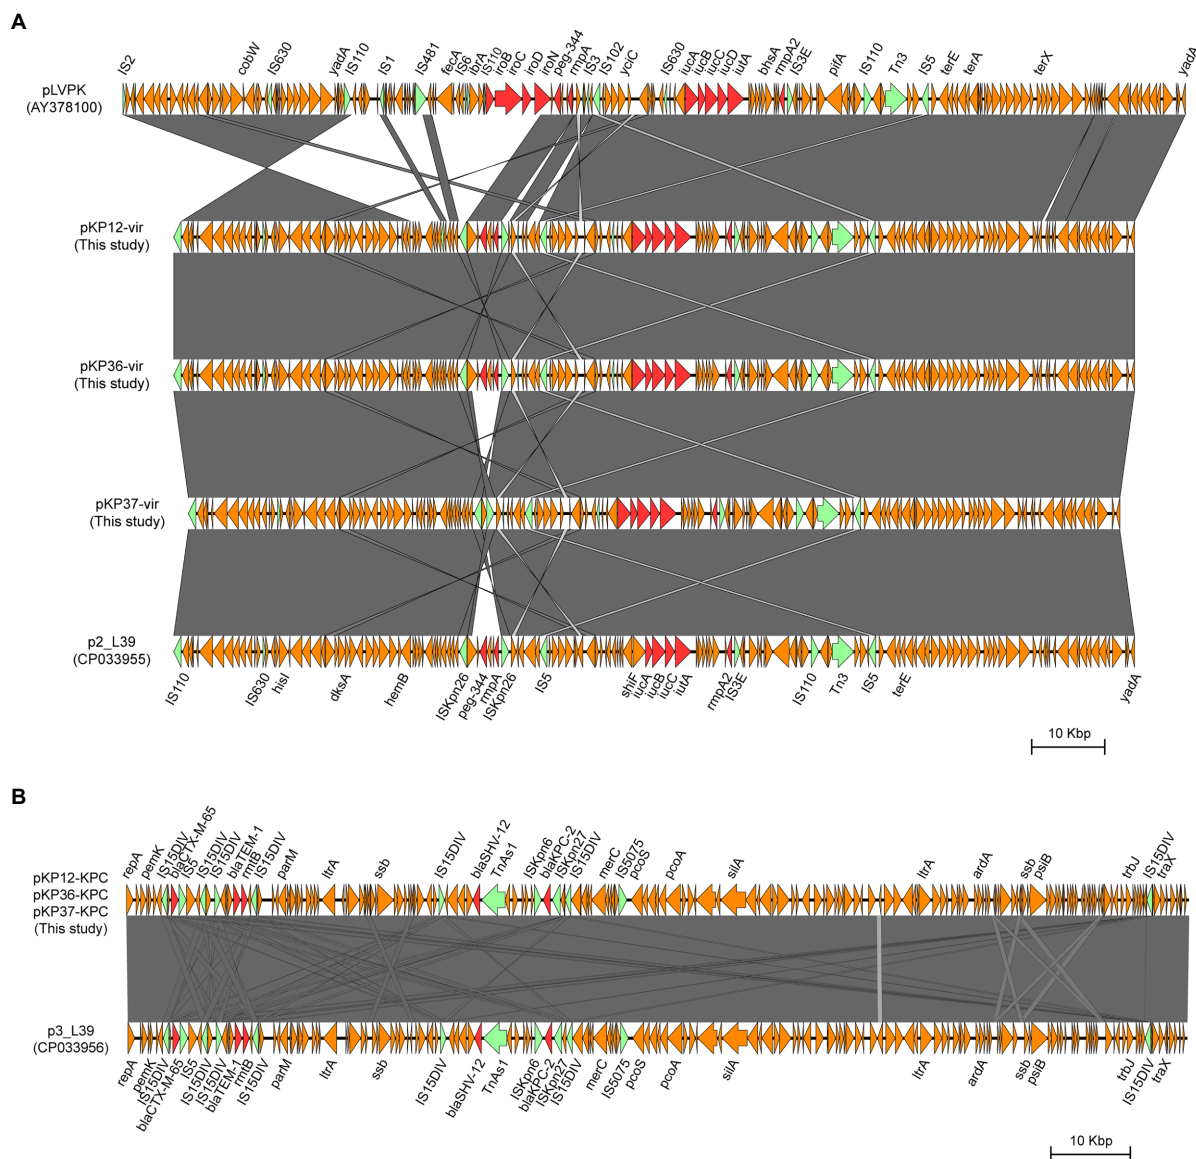 A
IS2
cobW
IS630
yadA
IS110
IS1
IS481
fecA
IS6
lbrA
IS110
iroB
iroC
iroD
iroN
peg-344
rmpA
IS3
IS102
yciC
IS630
iucA
iucB
iucC
iucD
iutA
bhsA
rmpA2
IS3E
pifA
IS110
Tn3
IS5
terE
terA
terX
yadA
pLVPK
(AY378100)
pKP12-vir
(This study)
pKP36-vir
(This study)
pKP37-vir
(This study)
p2_L39
(CP033955)
IS110
IS630
hisI
dksA
hemB
ISKpn26
peg-344
rmpA
ISKpn26
IS5
shiF
iucA
iucB
iucC
iutA
rmpA2
IS3E
IS110
Tn3
IS5
terE
yadA
10 Kbp
B
repA
pemK
IS15DIV
blaCTX-M-65
IS5
IS15DIV
IS15DIV
blaTEM-1
rmtB
IS15DIV
parM
ltrA
ssb
IS15DIV
blaSHV-12
TnAs1
ISKpn6
blaKPC-2
ISKpn27
IS15DIV
merC
IS5075
pcoS
pcoA
silA
ltrA
ardA
ssb
psiB
trbJ
IS15DIV
traX
pKP12-KPC
pKP36-KPC
pKP37-KPC
(This study)
p3_L39
(CP033956)
repA
pemK
IS15DIV
blaCTX-M-65
IS5
IS15DIV
IS15DIV
blaTEM-1
rmtB
IS15DIV
parM
ltrA
ssb
IS15DIV
blaSHV-12
TnAs1
ISKpn6
blaKPC-2
ISKpn27
IS15DIV
merC
IS5075
pcoS
pcoA
silA
ltrA
ardA
ssb
psiB
trbJ
IS15DIV
traX
10 Kbp